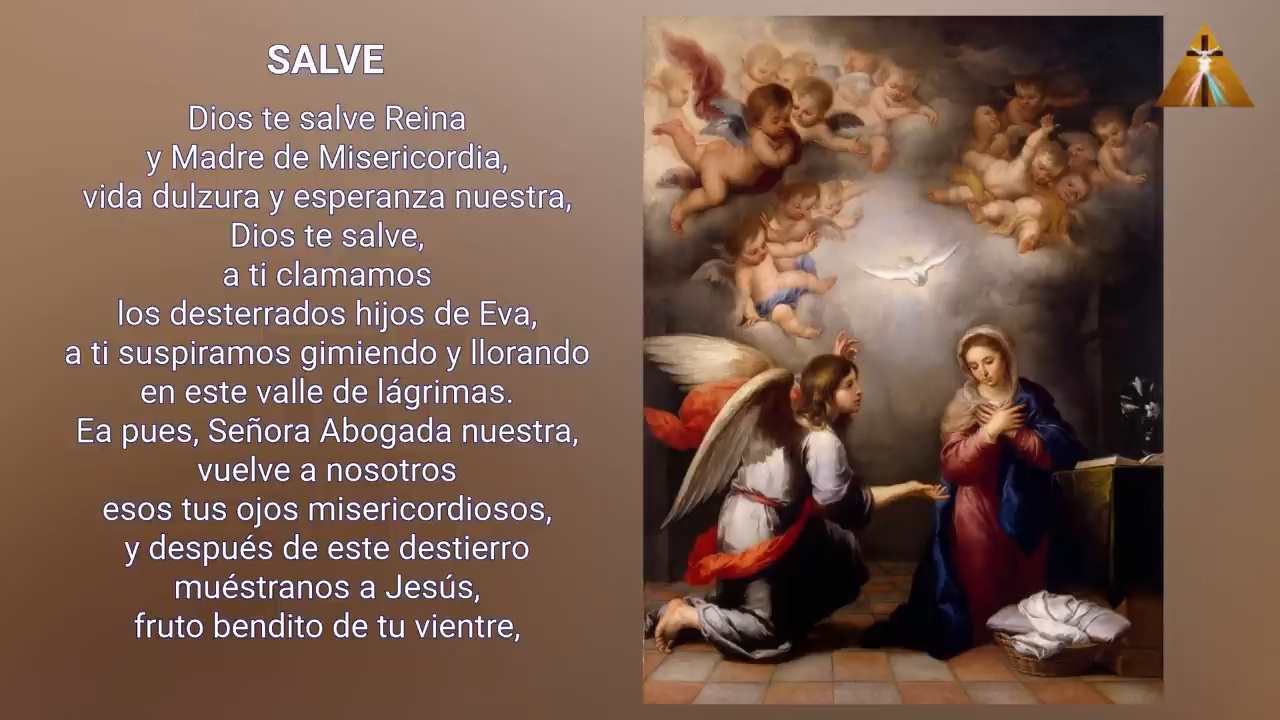 SALVE
Dios te salve Reina
y Madre de Misericordia,
vida dulzura y esperanza nuestra,
Dios te salve,
a ti clamamos
los desterrados hijos de Eva,
a ti suspiramos gimiendo y llorando
en este valle de lágrimas.
Ea pues, Señora Abogada nuestra,
vuelve a nosotros
esos tus ojos misericordiosos,
y después de este destierro
muéstranos a Jesús,
fruto bendito de tu vientre,